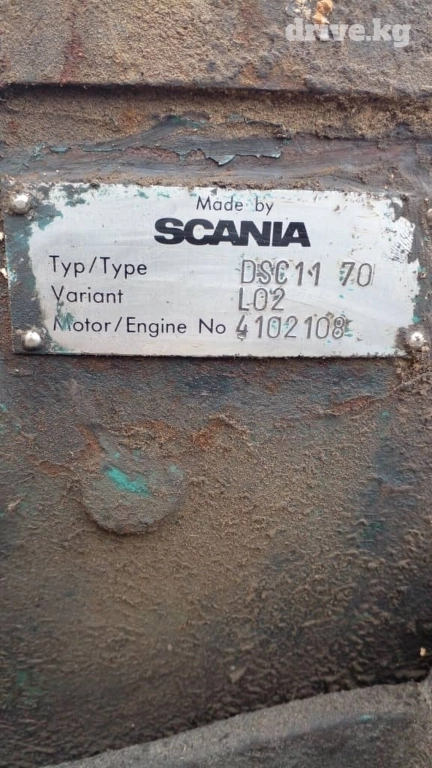 drive.kg
Made by
SCANIA
Typ/Type DSC11 70
Variant L02
Motor/Engine No 4102108